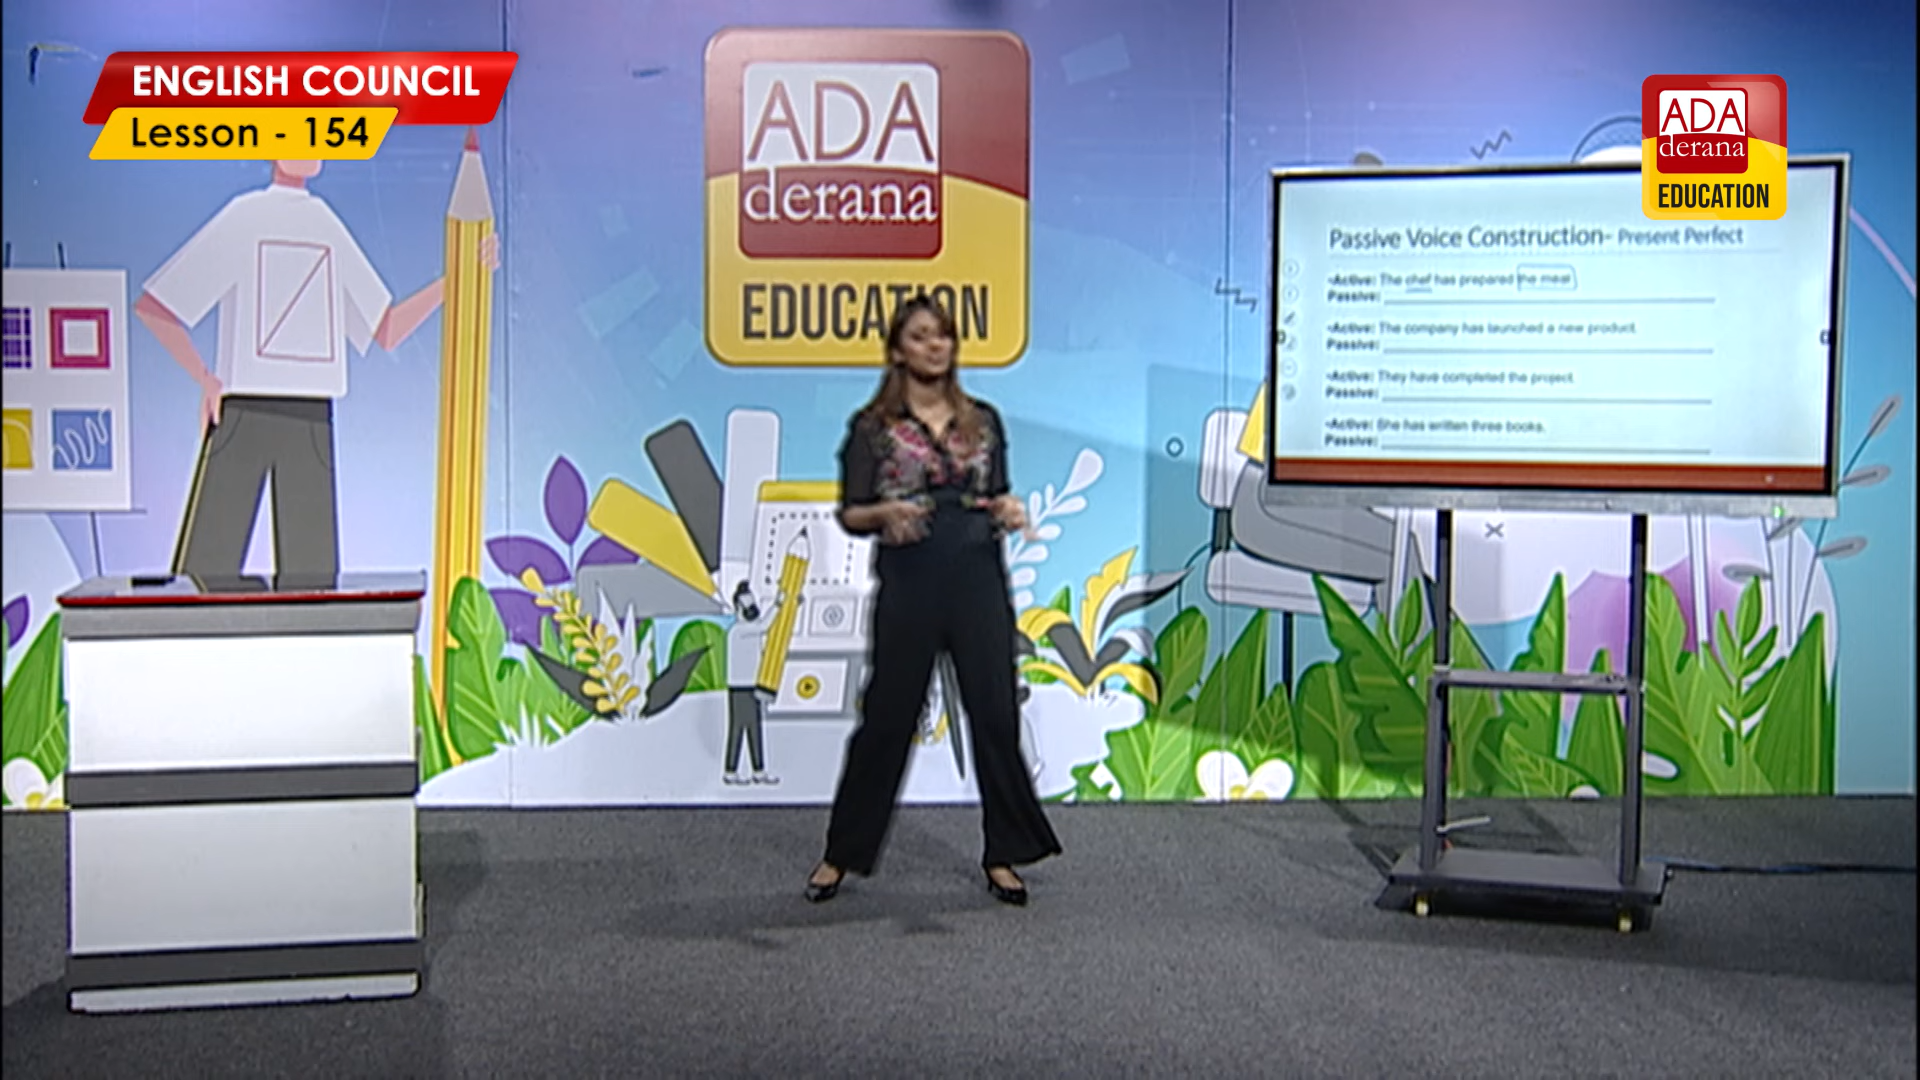 ENGLISH COUNCIL
Lesson - 154
ADA
derana
EDUCATION
ADA
derana
EDUCATION
Passive Voice Construction- Present Perfect
•Active: The chef has prepared the meal.
Passive:
•Active: The company has launched a new product.
Passive:
•Active: They have completed the project.
Passive:
•Active: She has written three books.
Passive: